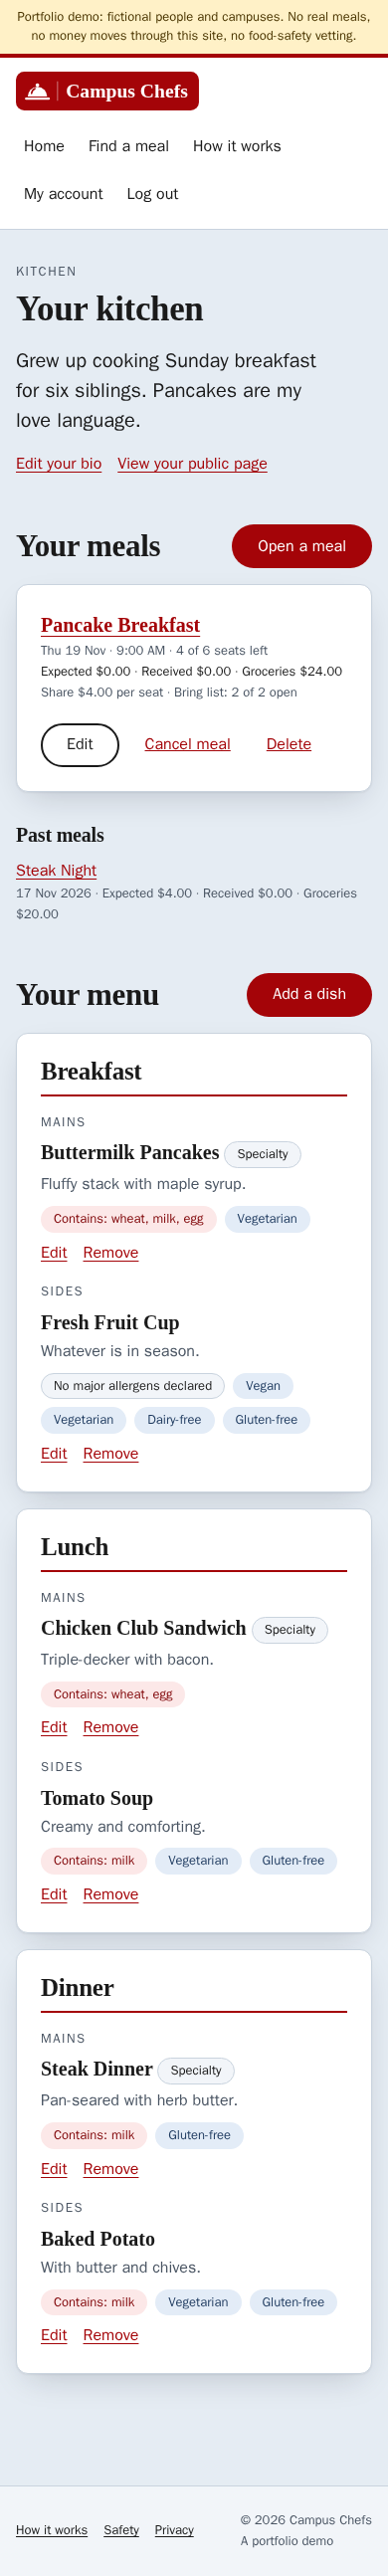 Portfolio demo: fictional people and campuses. No real meals,
no money moves through this site, no food-safety vetting.
Campus Chefs
Home Find a meal How it works
My account Log out
KITCHEN
Your kitchen
Grew up cooking Sunday breakfast
for six siblings. Pancakes are my
love language.
Edit your bio View your public page
Your meals Open a meal
Pancake Breakfast
Thu 19 Nov · 9:00 AM · 4 of 6 seats left
Expected $0.00 · Received $0.00 · Groceries $24.00
Share $4.00 per seat · Bring list: 2 of 2 open
Edit Cancel meal Delete
Past meals
Steak Night
17 Nov 2026 · Expected $4.00 · Received $0.00 · Groceries
$20.00
Your menu Add a dish
Breakfast
MAINS
Buttermilk Pancakes Specialty
Fluffy stack with maple syrup.
Contains: wheat, milk, egg Vegetarian
Edit Remove
SIDES
Fresh Fruit Cup
Whatever is in season.
No major allergens declared Vegan
Vegetarian Dairy-free Gluten-free
Edit Remove
Lunch
MAINS
Chicken Club Sandwich Specialty
Triple-decker with bacon.
Contains: wheat, egg
Edit Remove
SIDES
Tomato Soup
Creamy and comforting.
Contains: milk Vegetarian Gluten-free
Edit Remove
Dinner
MAINS
Steak Dinner Specialty
Pan-seared with herb butter.
Contains: milk Gluten-free
Edit Remove
SIDES
Baked Potato
With butter and chives.
Contains: milk Vegetarian Gluten-free
Edit Remove
How it works Safety Privacy
© 2026 Campus Chefs
A portfolio demo